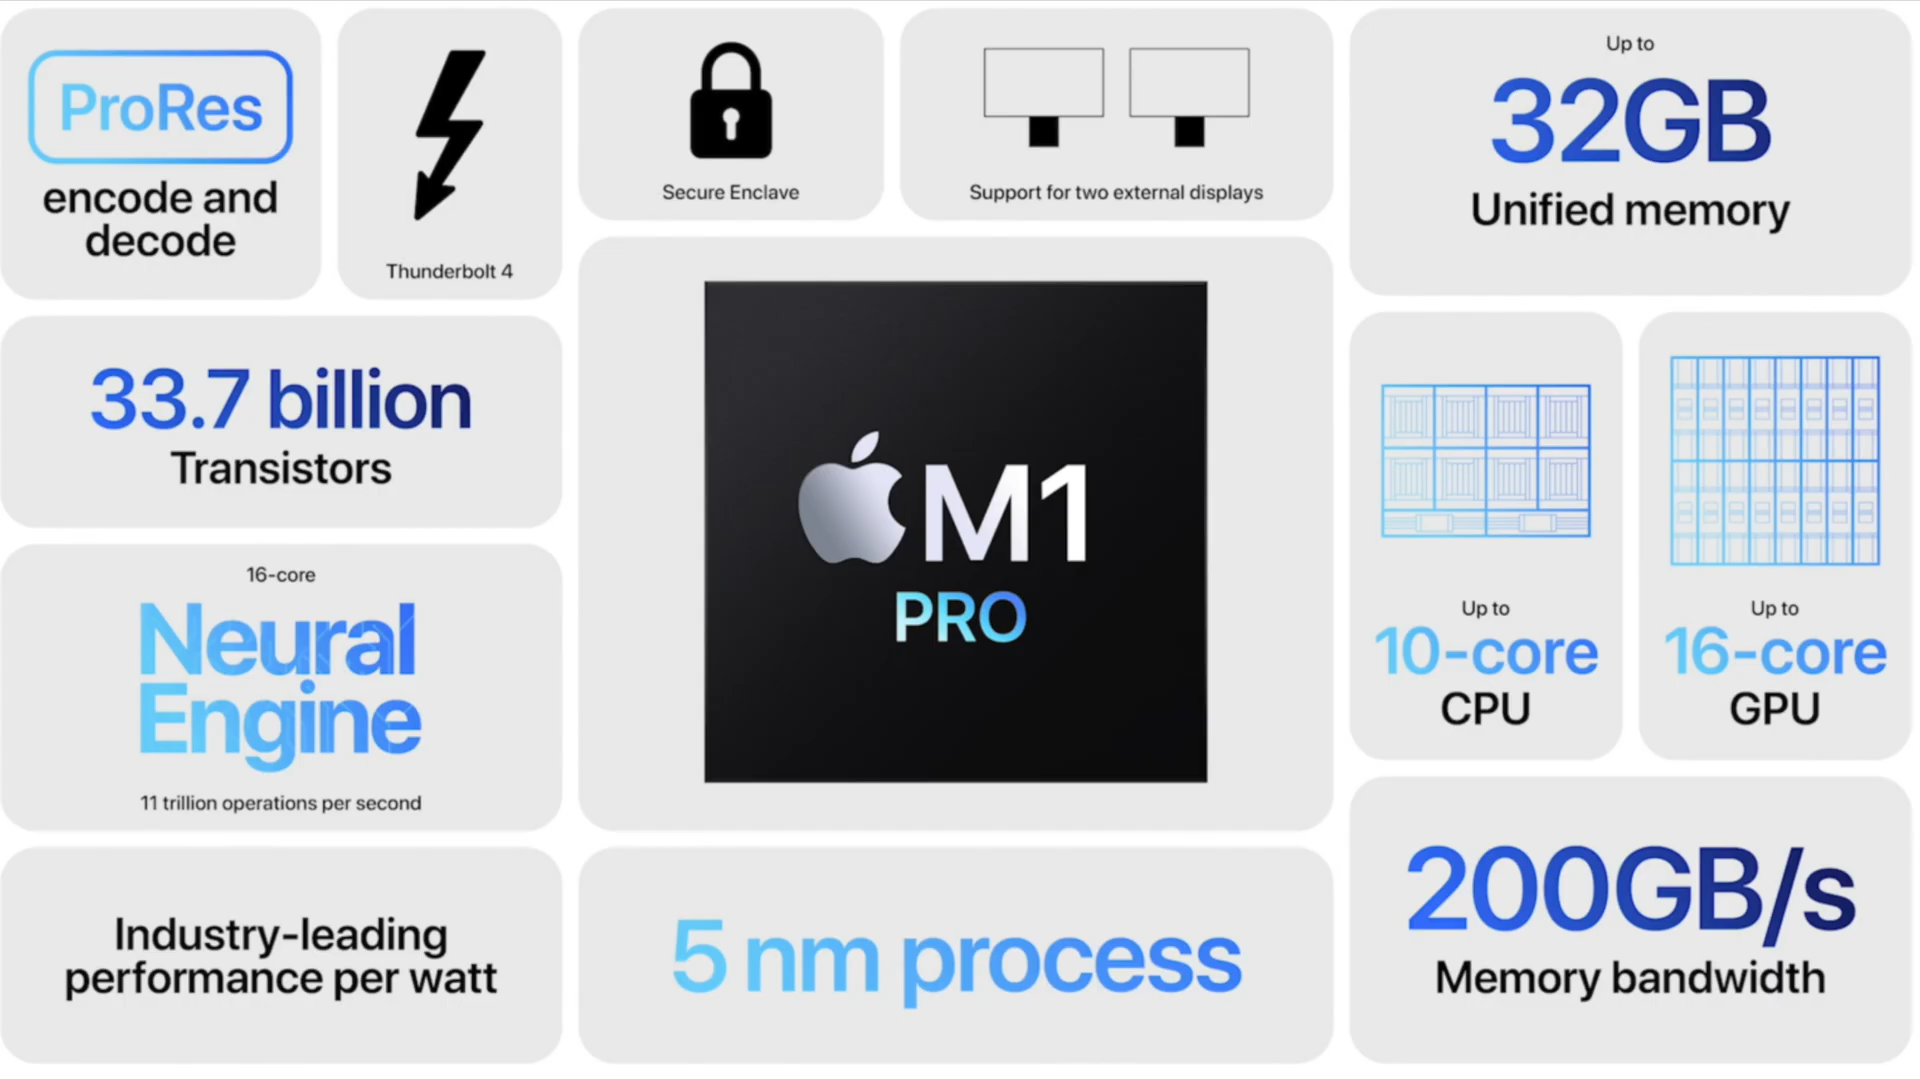 ProRes
encode and
decode
Thunderbolt 4
Secure Enclave
Support for two external displays
Up to
32GB
Unified memory
33.7 billion
Transistors
M1
PRO
Up to
10-core
CPU
Up to
16-core
GPU
16-core
Neural
Engine
11 trillion operations per second
Industry-leading
performance per watt
5 nm process
200GB/s
Memory bandwidth